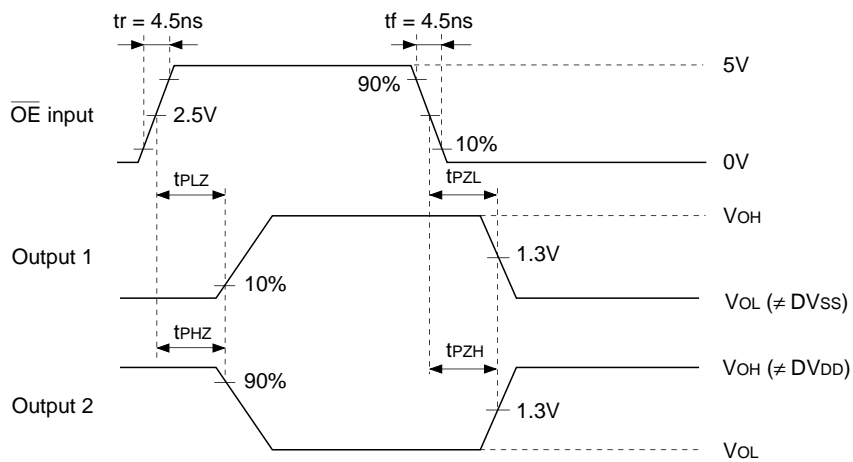 tr = 4.5ns
tf = 4.5ns
5V
90%
O̅E̅ input
2.5V
10%
0V
tPLZ
tPZL
VOH
Output 1
1.3V
10%
VOL (≠ DVSS)
tPHZ
tPZH
VOH (≠ DVDD)
90%
Output 2
1.3V
VOL